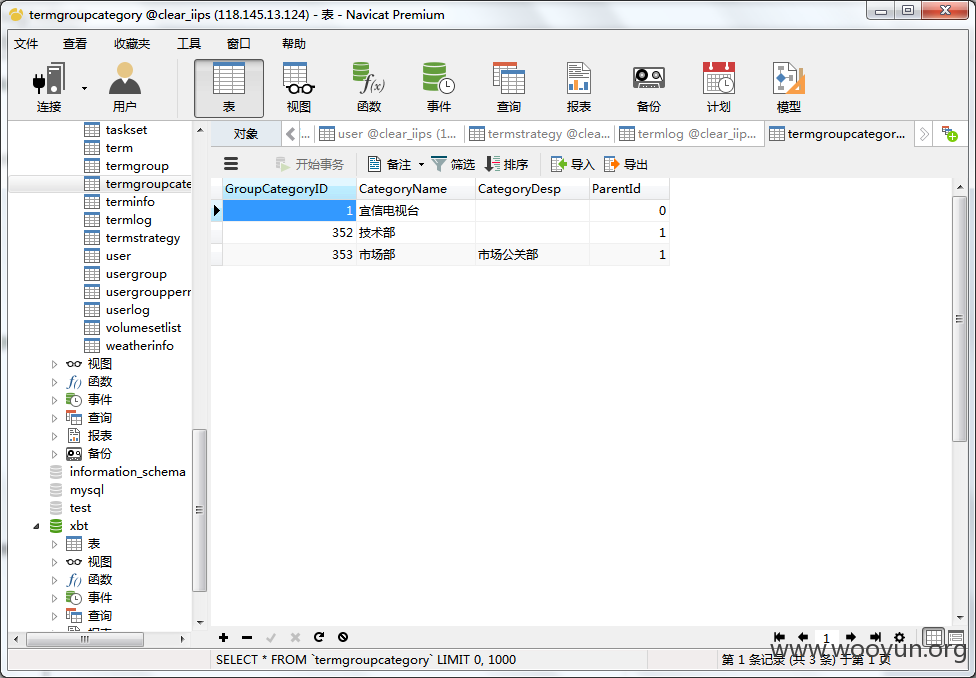 termgroupcategory @clear_iips (118.145.13.124) - 表 - Navicat Premium
文件 查看 收藏夹 工具 窗口 帮助
连接 用户 表 视图 函数 事件 查询 报表 备份 计划 模型
taskset
term
termgroup
termgroupcate
terminfo
termlog
termstrategy
user
usergroup
usergroupperr
userlog
volumesetlist
weatherinfo
视图
函数
事件
查询
报表
备份
information_schema
mysql
test
xbt
表
视图
函数
事件
查询
对象 ... user @clear_iips (1... termstrategy @clea... termlog @clear_iip... termgroupcategor...
开始事务 备注 筛选 排序 导入 导出
GroupCategoryID CategoryName CategoryDesp ParentId
1 宜信电视台 0
352 技术部 1
353 市场部 市场公关部 1
1
SELECT * FROM `termgroupcategory` LIMIT 0, 1000 第 1 条记录 (共 3 条) 于第 1 页
www.wooyun.org